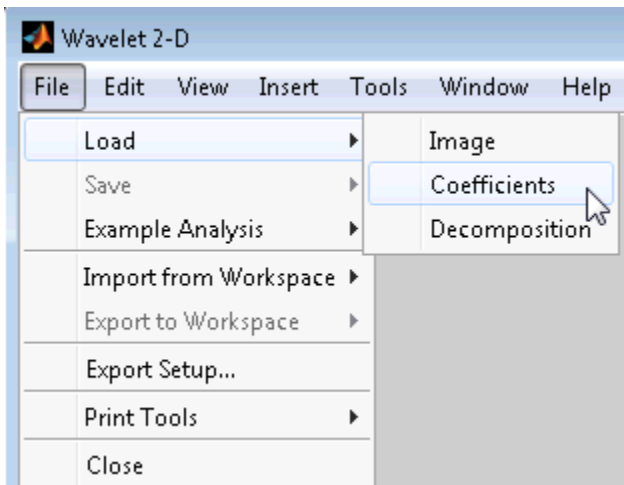 Wavelet 2-D
File Edit View Insert Tools Window Help
Load
Save
Example Analysis
Import from Workspace
Export to Workspace
Export Setup...
Print Tools
Close
Image
Coefficients
Decomposition